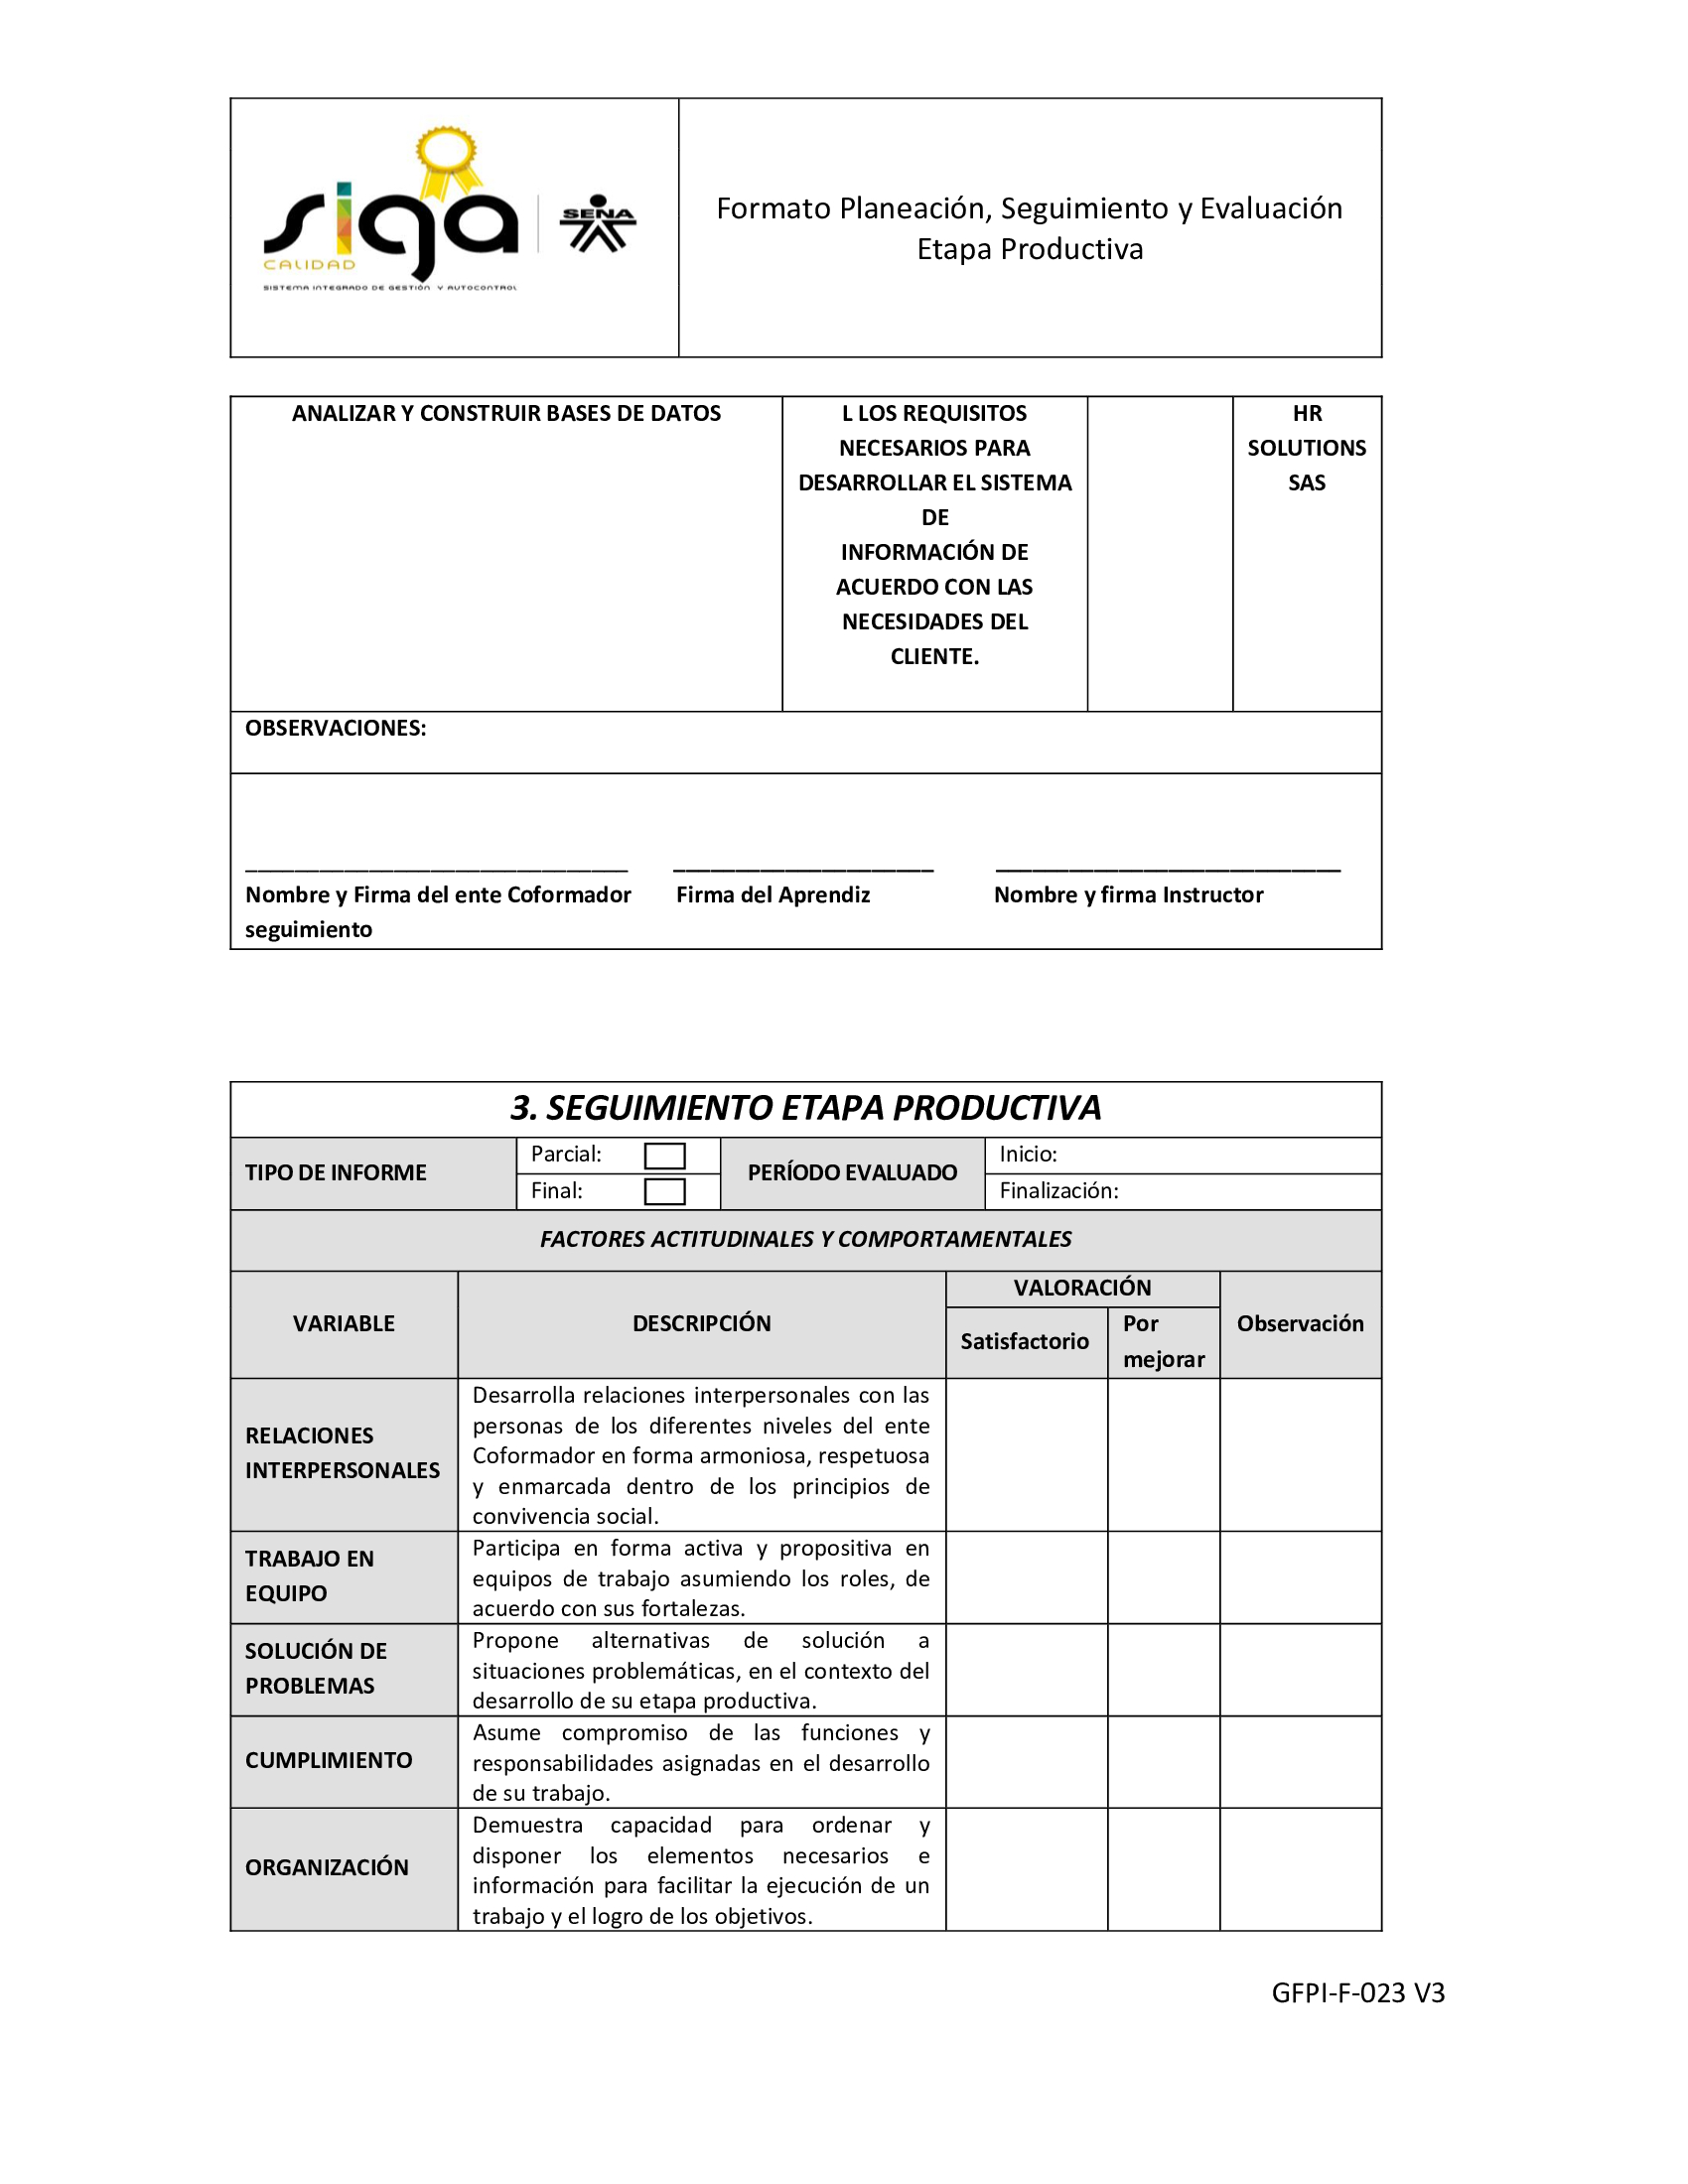 siga
CALIDAD
SISTEMA INTEGRADO DE GESTIÓN Y AUTOCONTROL
SENA
Formato Planeación, Seguimiento y Evaluación
Etapa Productiva
ANALIZAR Y CONSTRUIR BASES DE DATOS
L LOS REQUISITOS
NECESARIOS PARA
DESARROLLAR EL SISTEMA
DE
INFORMACIÓN DE
ACUERDO CON LAS
NECESIDADES DEL
CLIENTE.
HR
SOLUTIONS
SAS
OBSERVACIONES:
Nombre y Firma del ente Coformador Firma del Aprendiz Nombre y firma Instructor
seguimiento
3. SEGUIMIENTO ETAPA PRODUCTIVA
TIPO DE INFORME
Parcial:
Final:
PERÍODO EVALUADO
Inicio:
Finalización:
FACTORES ACTITUDINALES Y COMPORTAMENTALES
VARIABLE
DESCRIPCIÓN
VALORACIÓN
Satisfactorio
Por
mejorar
Observación
RELACIONES
INTERPERSONALES
Desarrolla relaciones interpersonales con las
personas de los diferentes niveles del ente
Coformador en forma armoniosa, respetuosa
y enmarcada dentro de los principios de
convivencia social.
TRABAJO EN
EQUIPO
Participa en forma activa y propositiva en
equipos de trabajo asumiendo los roles, de
acuerdo con sus fortalezas.
SOLUCIÓN DE
PROBLEMAS
Propone alternativas de solución a
situaciones problemáticas, en el contexto del
desarrollo de su etapa productiva.
CUMPLIMIENTO
Asume compromiso de las funciones y
responsabilidades asignadas en el desarrollo
de su trabajo.
ORGANIZACIÓN
Demuestra capacidad para ordenar y
disponer los elementos necesarios e
información para facilitar la ejecución de un
trabajo y el logro de los objetivos.
GFPI-F-023 V3